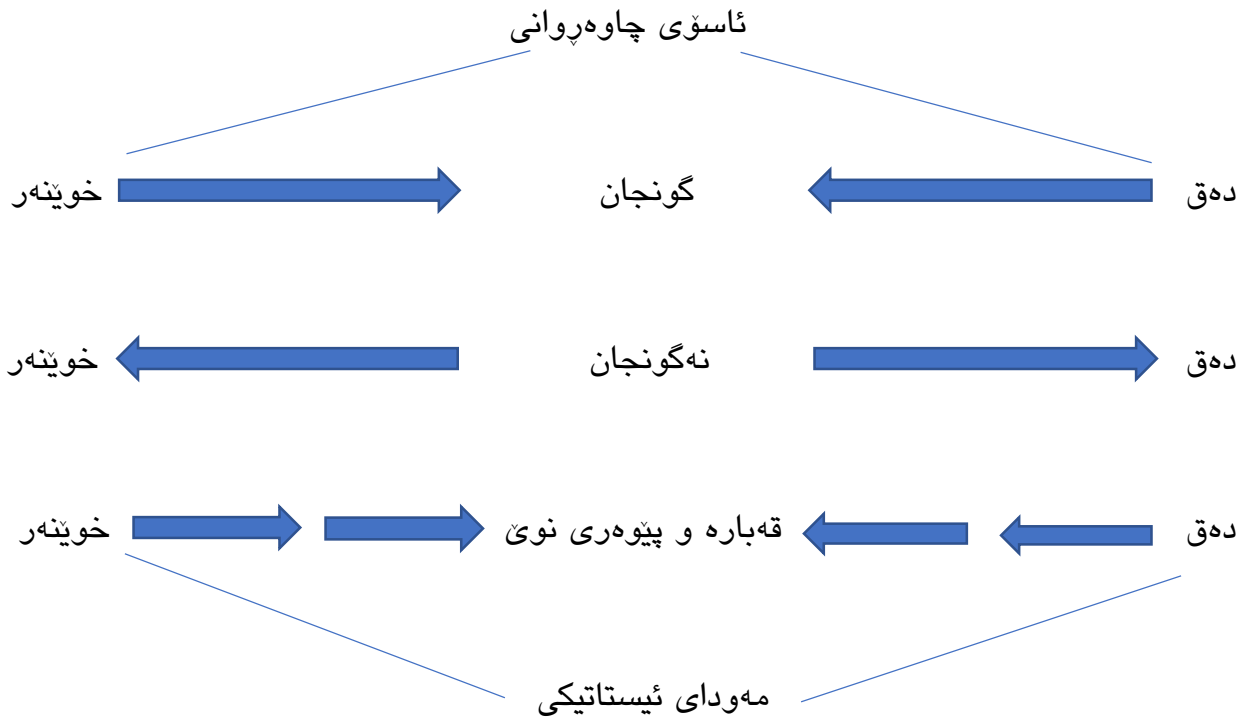 ئاسۆی چاوەڕوانی
دەق گونجان خوێنەر
دەق نەگونجان خوێنەر
دەق قەبارە و پێوەری نوێ خوێنەر
مەودای ئیستاتیکی